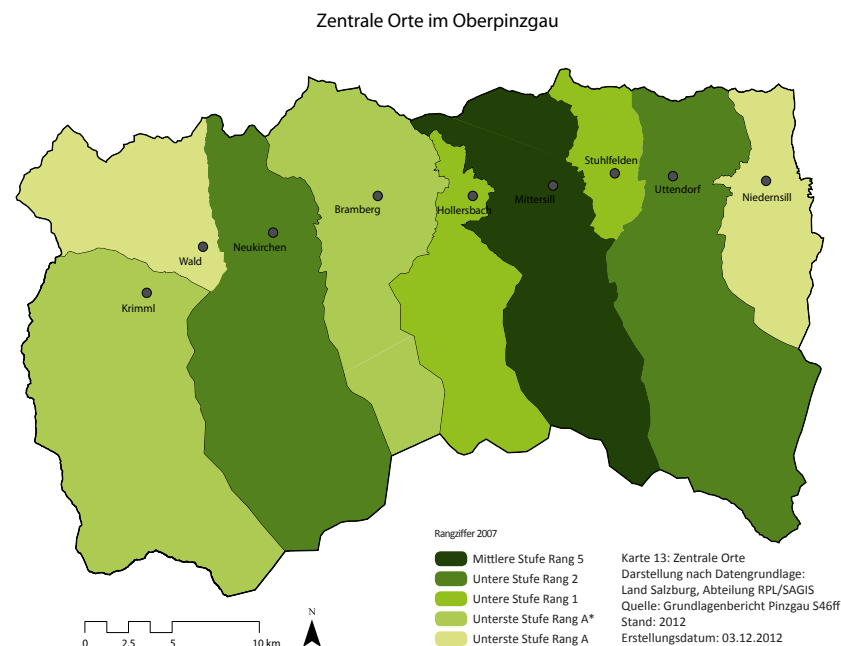 Zentrale Orte im Oberpinzgau
Stuhlfelden
Uttendorf
Niedernsill
Mittersill
Bramberg
Hollersbach
Neukirchen
Wald
Krimml
Rangziffer 2007
Mittlere Stufe Rang 5
Untere Stufe Rang 2
Untere Stufe Rang 1
Unterste Stufe Rang A*
Unterste Stufe Rang A
Karte 13: Zentrale Orte
Darstellung nach Datengrundlage:
Land Salzburg, Abteilung RPL/SAGIS
Quelle: Grundlagenbericht Pinzgau S46ff
Stand: 2012
Erstellungsdatum: 03.12.2012
N
0 2.5 5 10 km